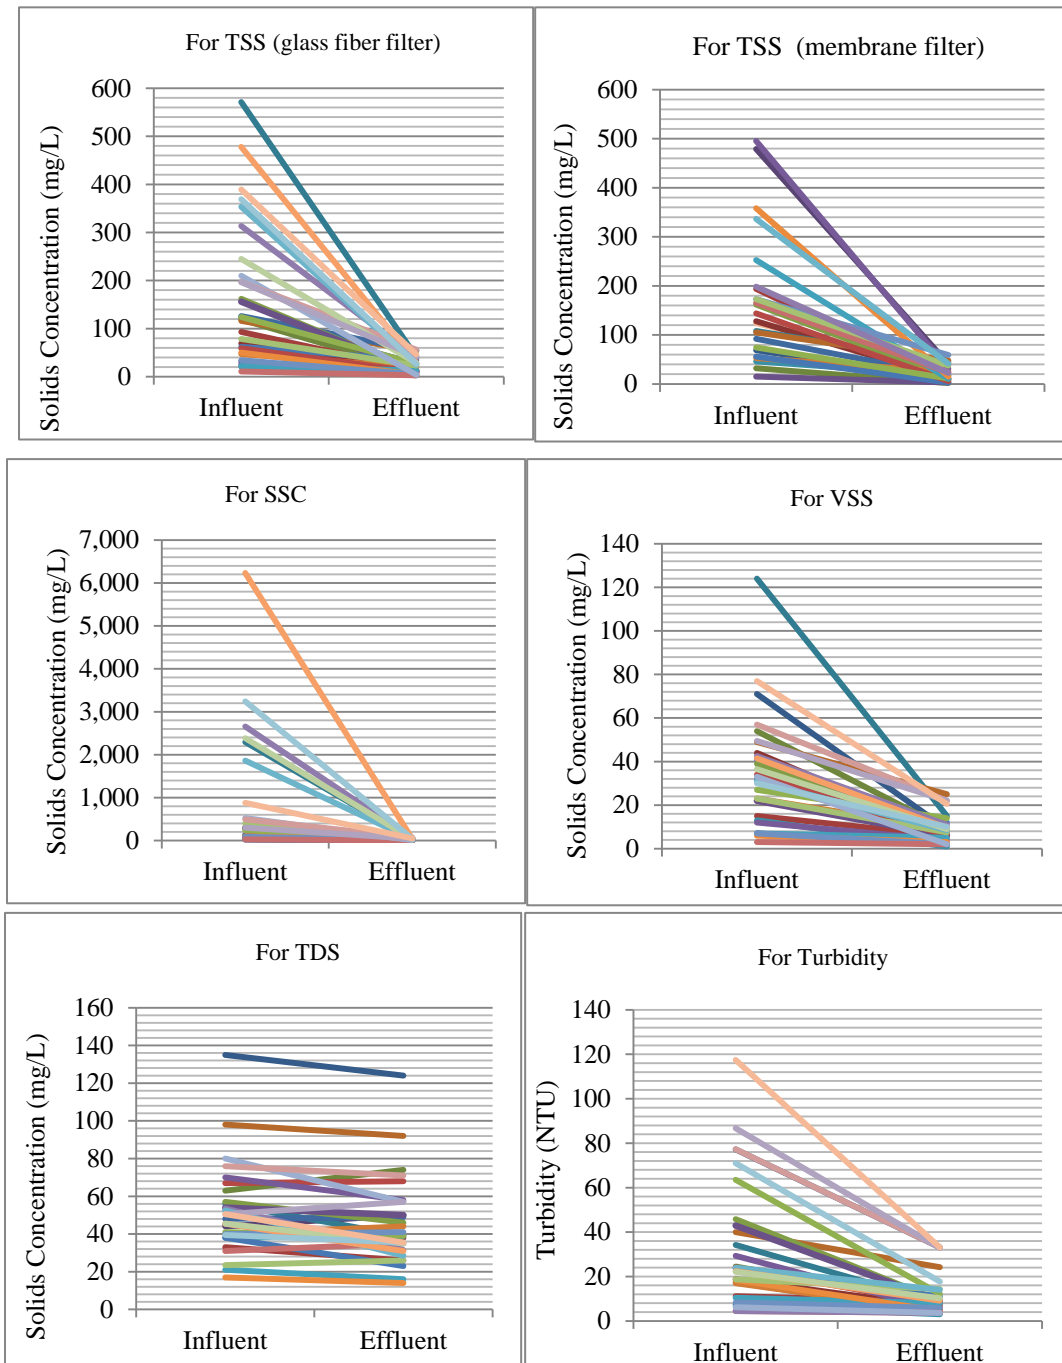 For TSS (glass fiber filter)
Solids Concentration (mg/L)
600
500
400
300
200
100
0
Influent Effluent
For TSS (membrane filter)
Solids Concentration (mg/L)
600
500
400
300
200
100
0
Influent Effluent
For SSC
Solids Concentration (mg/L)
7,000
6,000
5,000
4,000
3,000
2,000
1,000
0
Influent Effluent
For VSS
Solids Concentration (mg/L)
140
120
100
80
60
40
20
0
Influent Effluent
For TDS
Solids Concentration (mg/L)
160
140
120
100
80
60
40
20
0
Influent Effluent
For Turbidity
Turbidity (NTU)
140
120
100
80
60
40
20
0
Influent Effluent